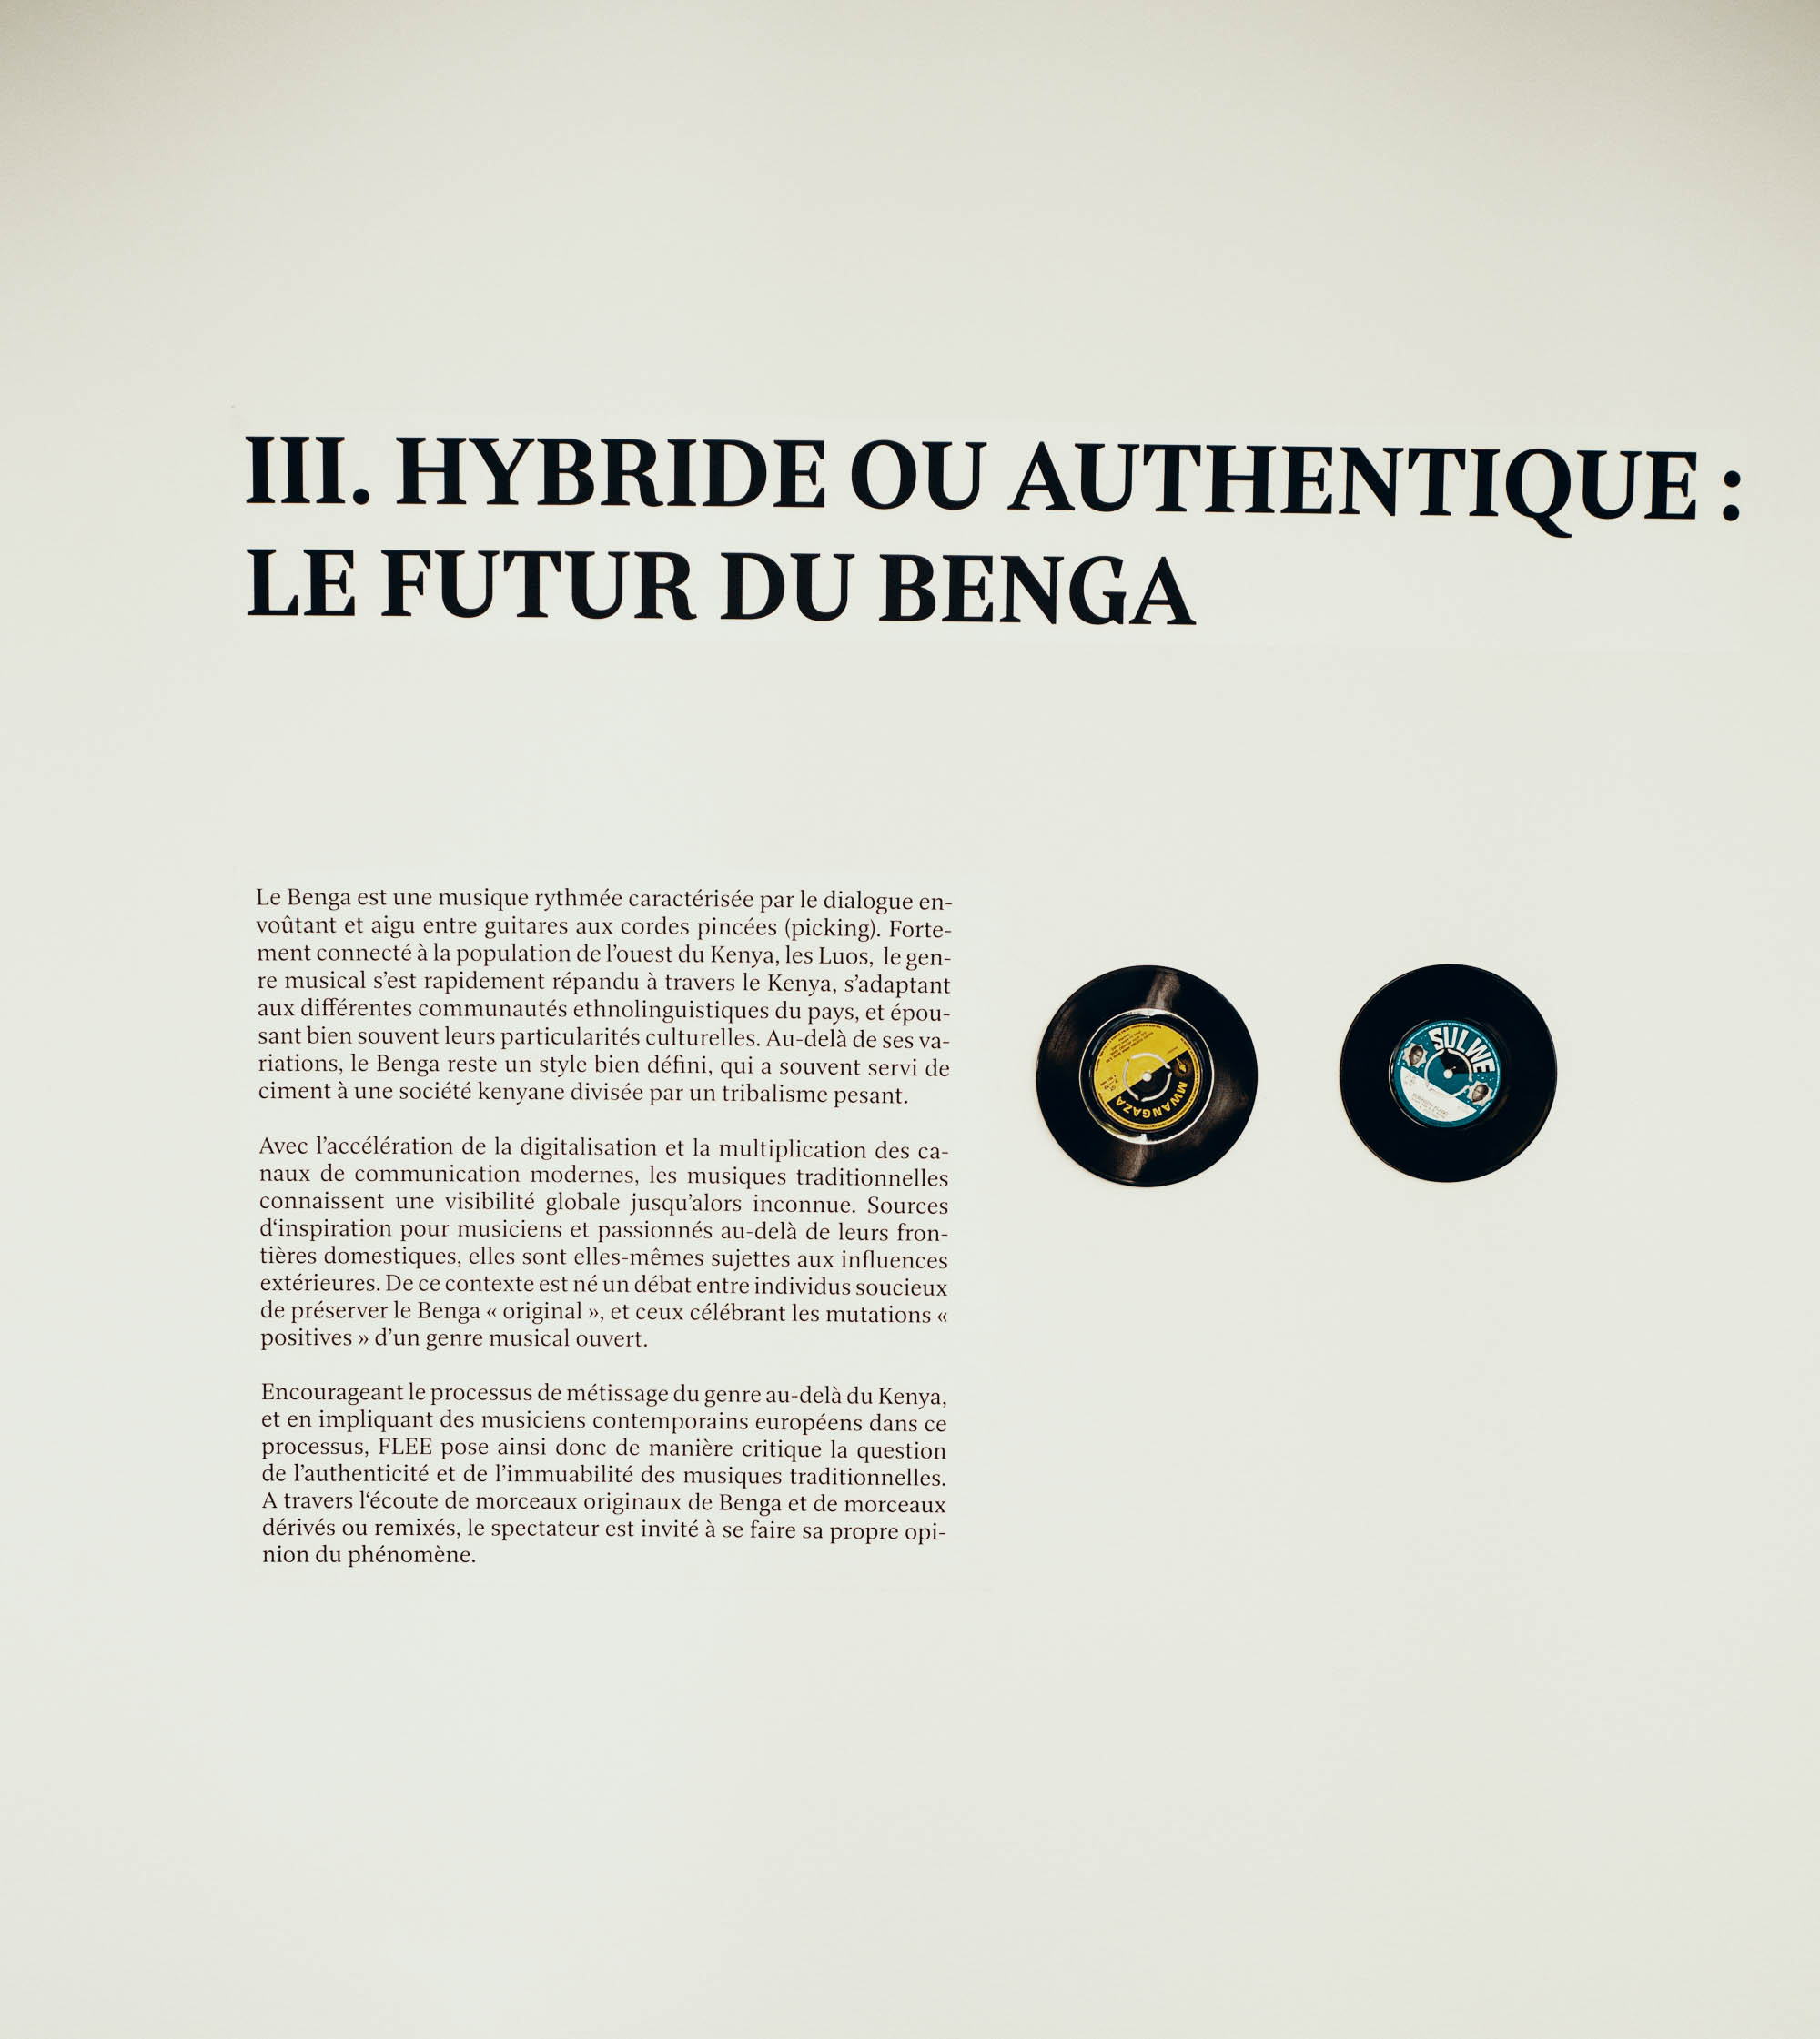 III. HYBRIDE OU AUTHENTIQUE :
LE FUTUR DU BENGA
Le Benga est une musique rythmée caractérisée par le dialogue en-
voûtant et aigu entre guitares aux cordes pincées (picking). Forte-
ment connecté à la population de l’ouest du Kenya, les Luos, le gen-
re musical s’est rapidement répandu à travers le Kenya, s’adaptant
aux différentes communautés ethnolinguistiques du pays, et épou-
sant bien souvent leurs particularités culturelles. Au-delà de ses va-
riations, le Benga reste un style bien défini, qui a souvent servi de
ciment à une société kenyane divisée par un tribalisme pesant.
Avec l’accélération de la digitalisation et la multiplication des ca-
naux de communication modernes, les musiques traditionnelles
connaissent une visibilité globale jusqu’alors inconnue. Sources
d‘inspiration pour musiciens et passionnés au-delà de leurs fron-
tières domestiques, elles sont elles-mêmes sujettes aux influences
extérieures. De ce contexte est né un débat entre individus soucieux
de préserver le Benga « original », et ceux célébrant les mutations «
positives » d’un genre musical ouvert.
Encourageant le processus de métissage du genre au-delà du Kenya,
et en impliquant des musiciens contemporains européens dans ce
processus, FLEE pose ainsi donc de manière critique la question
de l’authenticité et de l’immuabilité des musiques traditionnelles.
A travers l‘écoute de morceaux originaux de Benga et de morceaux
dérivés ou remixés, le spectateur est invité à se faire sa propre opi-
nion du phénomène.
MWANGAZA
SULWE